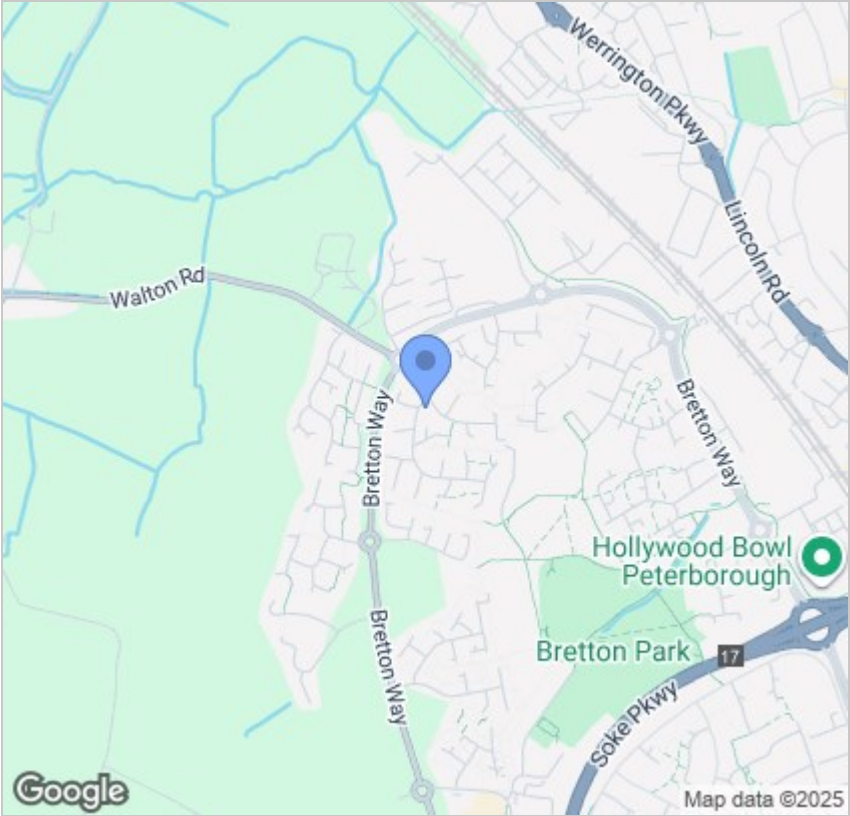 Werrington Pkwy
Lincoln Rd
Walton Rd
Bretton Way
Bretton Way
Hollywood Bowl
Peterborough
Bretton Way
Bretton Park
17
Soke Pkwy
Google
Map data ©2025